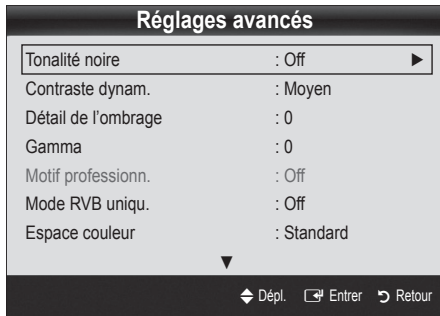 Réglages avancés
Tonalité noire : Off ►
Contraste dynam. : Moyen
Détail de l'ombrage : 0
Gamma : 0
Motif professionn. : Off
Mode RVB uniqu. : Off
Espace couleur : Standard
▼
Dépl. Entrer Retour